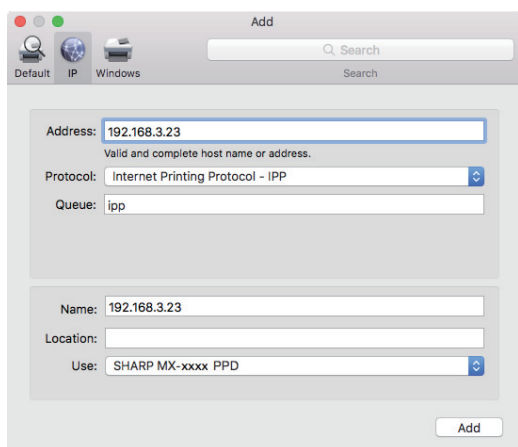 Add
Search
Default IP Windows Search
Address: 192.168.3.23
Valid and complete host name or address.
Protocol: Internet Printing Protocol - IPP
Queue: ipp
Name: 192.168.3.23
Location:
Use: SHARP MX-xxxx PPD
Add